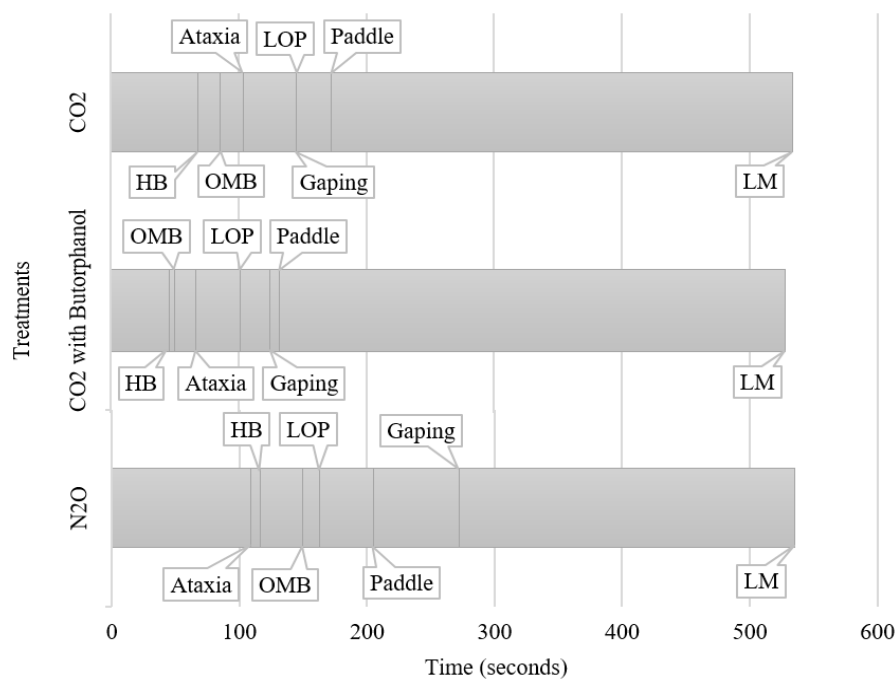 Ataxia
LOP
Paddle
CO2
HB
OMB
Gaping
LM
OMB
LOP
Paddle
CO2 with Butorphanol
HB
Ataxia
Gaping
LM
HB
LOP
Gaping
N2O
Ataxia
OMB
Paddle
LM
Treatments
0 100 200 300 400 500 600
Time (seconds)